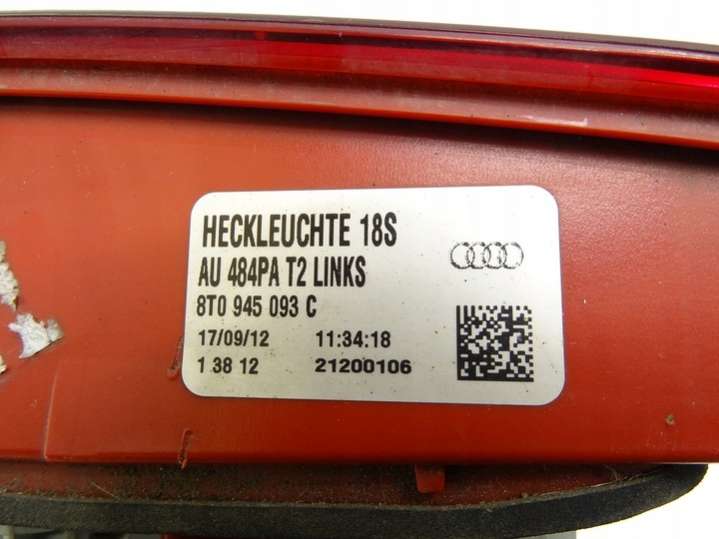 HECKLEUCHTE 18S
AU 484PA T2 LINKS
8T0 945 093 C
17/09/12 11:34:18
1 38 12 21200106